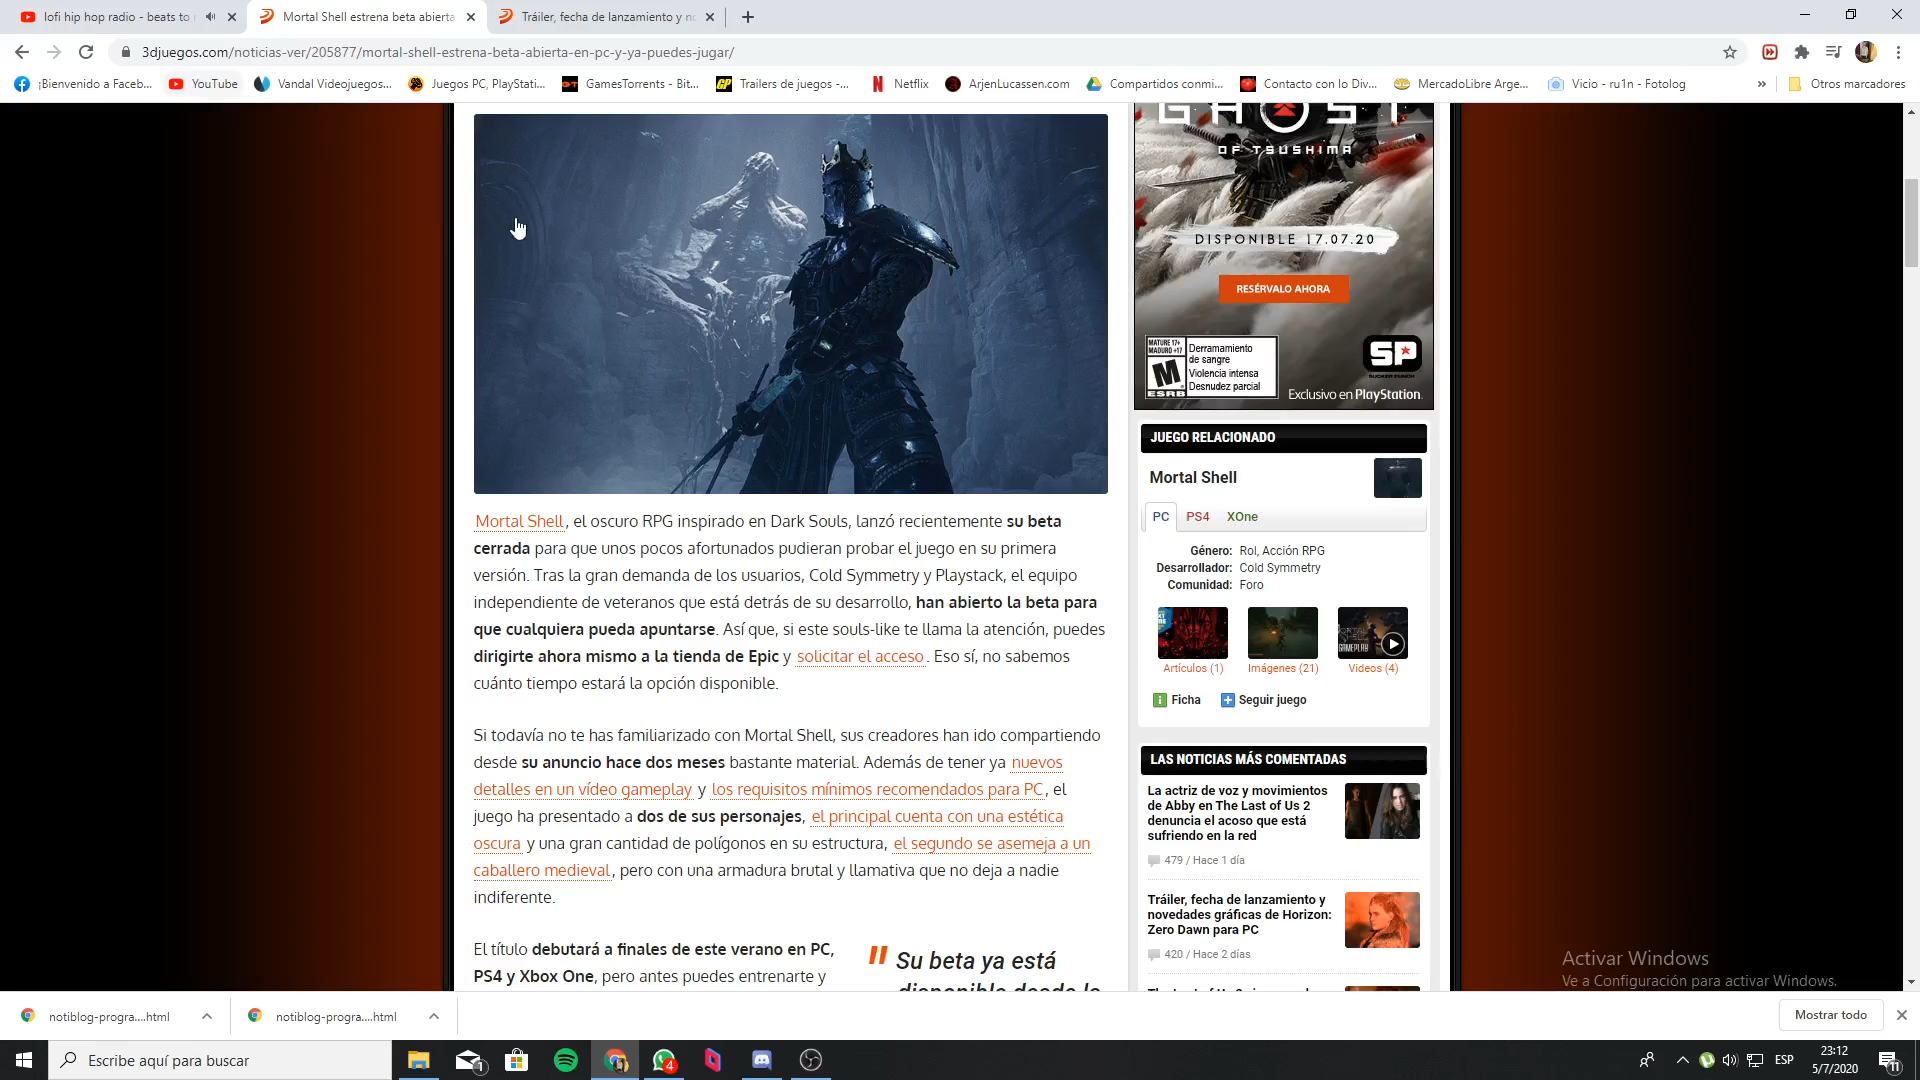 lofi hip hop radio - beats to
Mortal Shell estrena beta abierta
Tráiler, fecha de lanzamiento y no
3djuegos.com/noticias-ver/205877/mortal-shell-estrena-beta-abierta-en-pc-y-ya-puedes-jugar/
¡Bienvenido a Faceb...
YouTube
Vandal Videojuegos...
Juegos PC, PlayStati...
GamesTorrents - Bit...
Trailers de juegos -...
Netflix
ArjenLucassen.com
Compartidos conmi...
Contacto con lo Div...
MercadoLibre Arge...
Vicio - ru1n - Fotolog
»
Otros marcadores
GHOST
OF TSUSHIMA
DISPONIBLE 17.07.20
RESÉRVALO AHORA
MATURE 17+
MADURO +17
M
ESRB
Derramamiento
de sangre
Violencia intensa
Desnudez parcial
SP
SUCKER PUNCH
Exclusivo en PlayStation.
Mortal Shell, el oscuro RPG inspirado en Dark Souls, lanzó recientemente su beta
cerrada para que unos pocos afortunados pudieran probar el juego en su primera
versión. Tras la gran demanda de los usuarios, Cold Symmetry y Playstack, el equipo
independiente de veteranos que está detrás de su desarrollo, han abierto la beta para
que cualquiera pueda apuntarse. Así que, si este souls-like te llama la atención, puedes
dirigirte ahora mismo a la tienda de Epic y solicitar el acceso. Eso sí, no sabemos
cuánto tiempo estará la opción disponible.
Si todavía no te has familiarizado con Mortal Shell, sus creadores han ido compartiendo
desde su anuncio hace dos meses bastante material. Además de tener ya nuevos
detalles en un vídeo gameplay y los requisitos mínimos recomendados para PC, el
juego ha presentado a dos de sus personajes, el principal cuenta con una estética
oscura y una gran cantidad de polígonos en su estructura, el segundo se asemeja a un
caballero medieval, pero con una armadura brutal y llamativa que no deja a nadie
indiferente.
El título debutará a finales de este verano en PC,
PS4 y Xbox One, pero antes puedes entrenarte y
" Su beta ya está
disponible desde la
JUEGO RELACIONADO
Mortal Shell
PC PS4 XOne
Género: Rol, Acción RPG
Desarrollador: Cold Symmetry
Comunidad: Foro
Artículos (1)
Imágenes (21)
Videos (4)
Ficha
Seguir juego
LAS NOTICIAS MÁS COMENTADAS
La actriz de voz y movimientos
de Abby en The Last of Us 2
denuncia el acoso que está
sufriendo en la red
479 / Hace 1 día
Tráiler, fecha de lanzamiento y
novedades gráficas de Horizon:
Zero Dawn para PC
420 / Hace 2 días
Activar Windows
Ve a Configuración para activar Windows.
notiblog-progra....html
notiblog-progra....html
Mostrar todo
Escribe aquí para buscar
1
4
ESP
23:12
5/7/2020
11